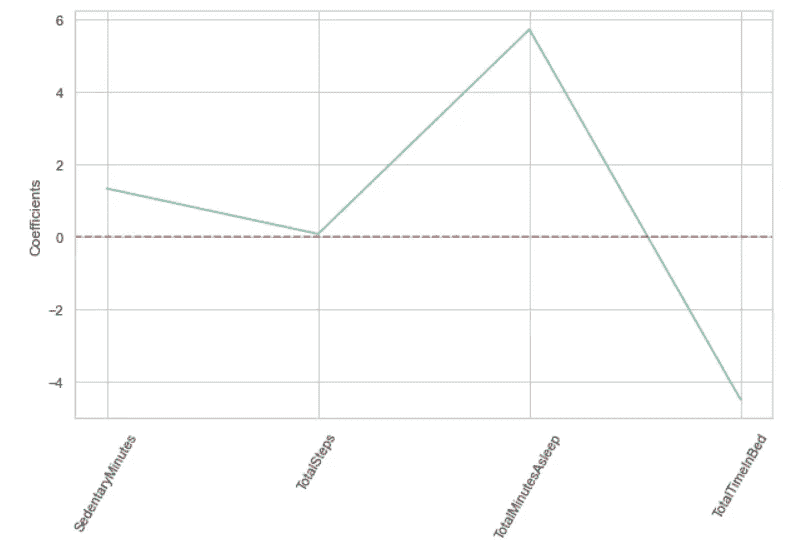 6
4
2
0
−2
−4
Coefficients
SedentaryMinutes
TotalSteps
TotalMinutesAsleep
TotalTimeInBed